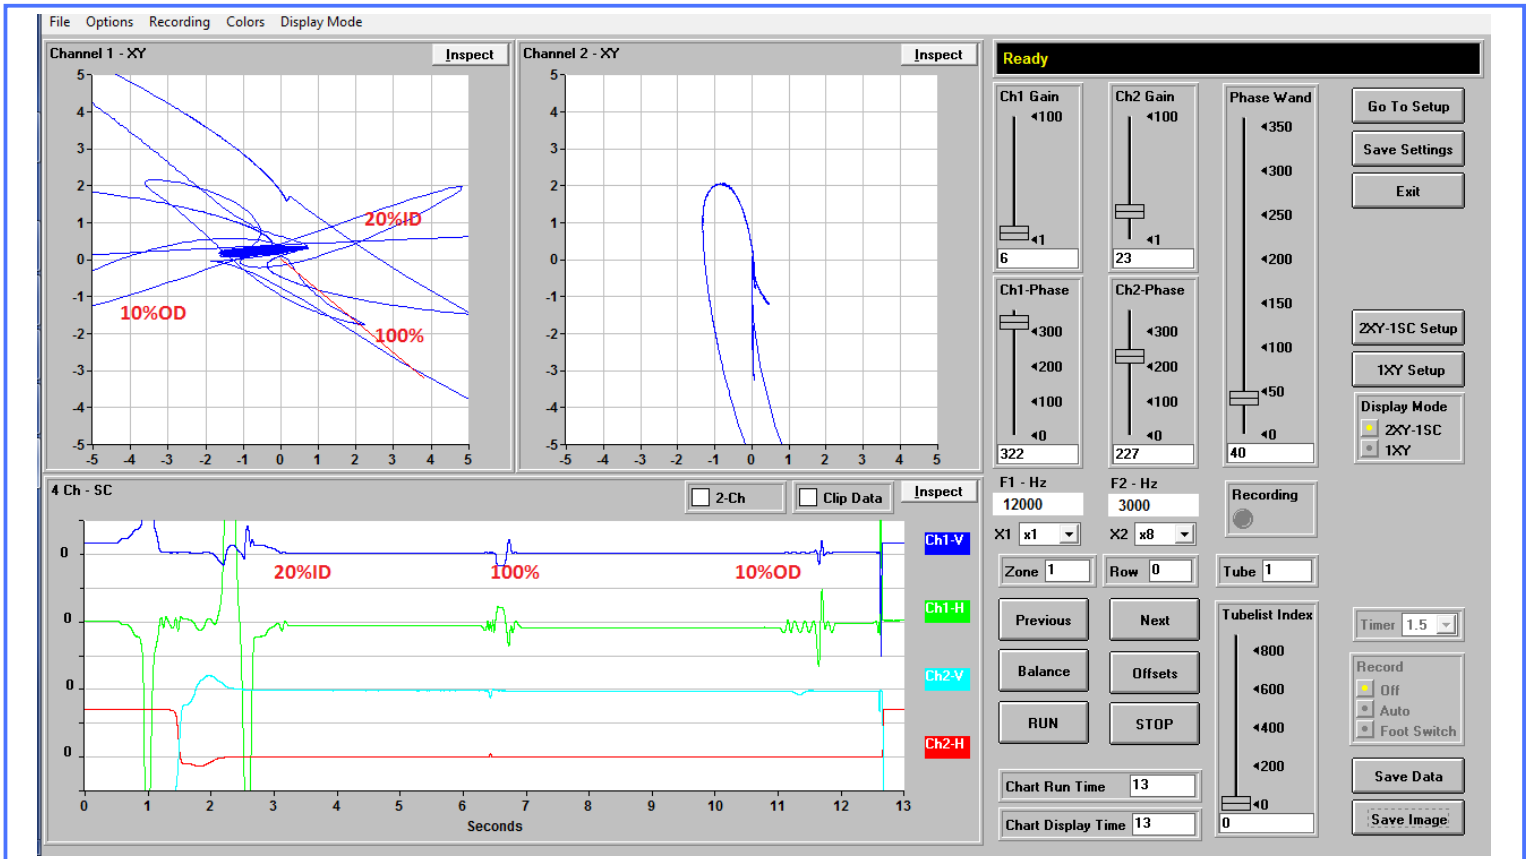 File Options Recording Colors Display Mode
Channel 1 - XY Inspect
5
4
3
2
1
0
-1
-2
-3
-4
-5
-5 -4 -3 -2 -1 0 1 2 3 4 5
20%ID
10%OD
100%
Channel 2 - XY Inspect
5
4
3
2
1
0
-1
-2
-3
-4
-5
-5 -4 -3 -2 -1 0 1 2 3 4 5
4 Ch - SC 2-Ch Clip Data Inspect
0
0
0
0
20%ID 100% 10%OD
Ch1-V
Ch1-H
Ch2-V
Ch2-H
0 1 2 3 4 5 6 7 8 9 10 11 12 13
Seconds
Ready
Ch1 Gain
100
1
6
Ch2 Gain
100
1
23
Phase Wand
350
300
250
200
150
100
50
0
40
Ch1-Phase
300
200
100
0
322
Ch2-Phase
300
200
100
0
227
Go To Setup
Save Settings
Exit
2XY-1SC Setup
1XY Setup
Display Mode
2XY-1SC
1XY
F1 - Hz
12000
F2 - Hz
3000
X1 x1
X2 x8
Recording
Zone 1
Row 0
Tube 1
Previous Next
Balance Offsets
RUN STOP
Tubelist Index
800
600
400
200
0
0
Timer 1.5
Record
Off
Auto
Foot Switch
Chart Run Time 13
Chart Display Time 13
Save Data
Save Image